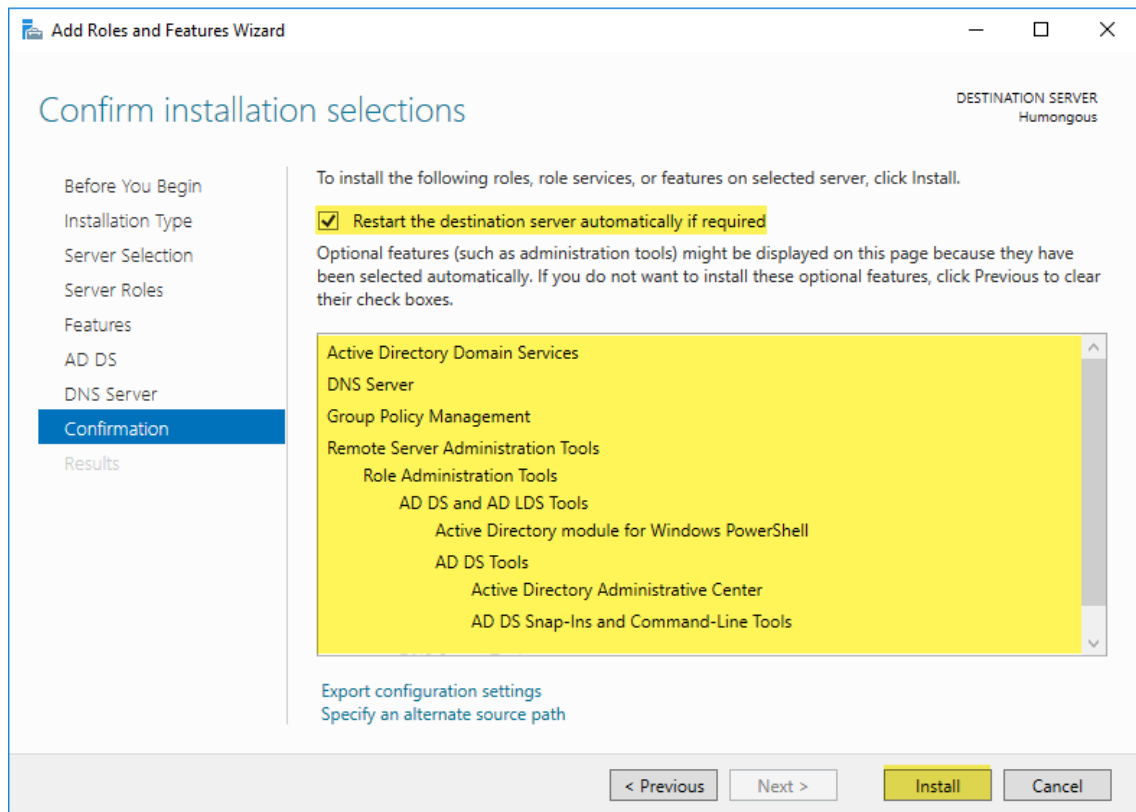 Add Roles and Features Wizard
Confirm installation selections
DESTINATION SERVER
Humongous
Before You Begin
Installation Type
Server Selection
Server Roles
Features
AD DS
DNS Server
Confirmation
Results
To install the following roles, role services, or features on selected server, click Install.
Restart the destination server automatically if required
Optional features (such as administration tools) might be displayed on this page because they have
been selected automatically. If you do not want to install these optional features, click Previous to clear
their check boxes.
Active Directory Domain Services
DNS Server
Group Policy Management
Remote Server Administration Tools
Role Administration Tools
AD DS and AD LDS Tools
Active Directory module for Windows PowerShell
AD DS Tools
Active Directory Administrative Center
AD DS Snap-Ins and Command-Line Tools
Export configuration settings
Specify an alternate source path
< Previous
Next >
Install
Cancel